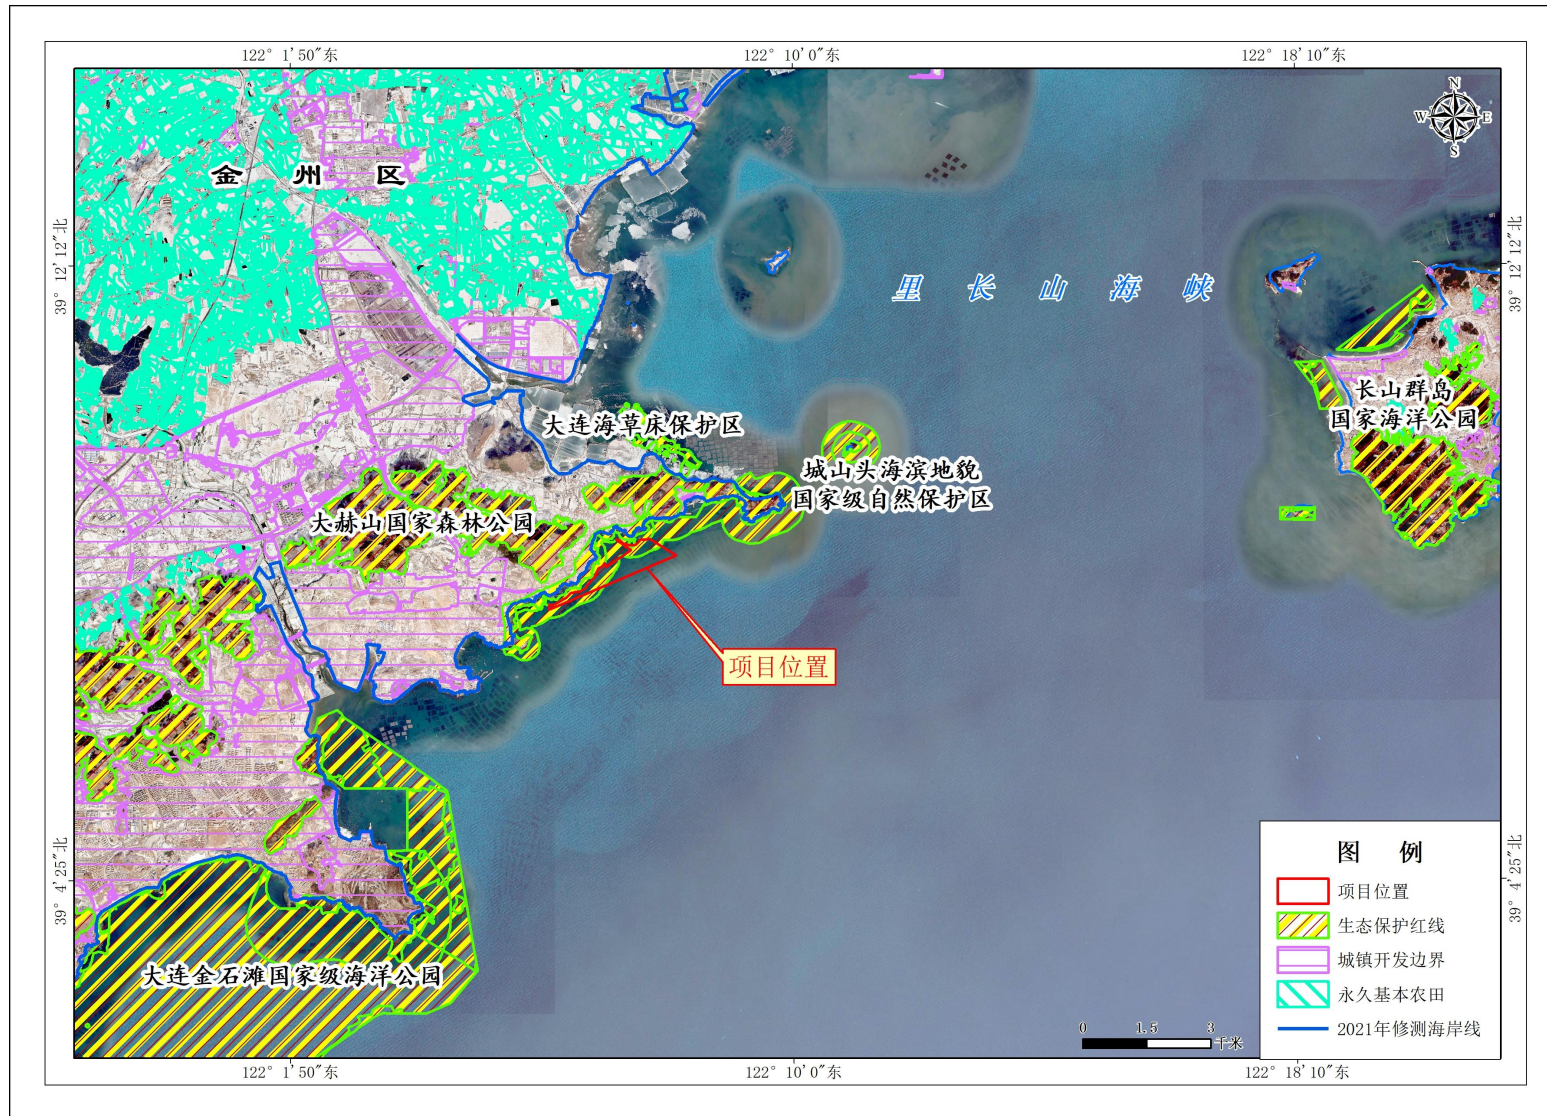 122° 1′50″东
122° 10′0″东
122° 18′10″东
N
W
E
S
金州区
39° 12′12″北
39° 12′12″北
里长山海峡
长山群岛
国家海洋公园
大连海草床保护区
城山头海滨地貌
国家级自然保护区
大赫山国家森林公园
项目位置
39° 4′25″北
39° 4′25″北
大连金石滩国家级海洋公园
图 例
项目位置
生态保护红线
城镇开发边界
永久基本农田
2021年修测海岸线
0 1.5 3
千米
122° 1′50″东
122° 10′0″东
122° 18′10″东